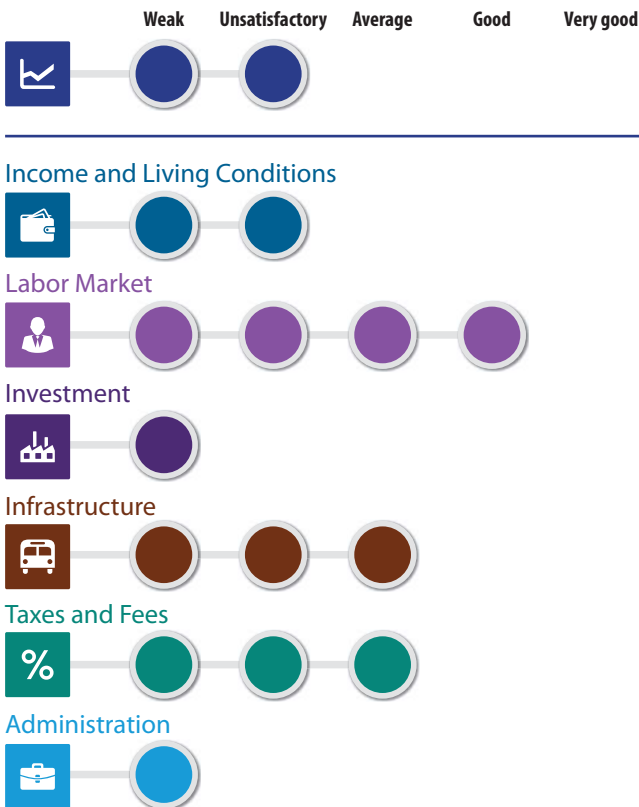 Weak Unsatisfactory Average Good Very good
Income and Living Conditions
Labor Market
Investment
Infrastructure
Taxes and Fees
%
Administration